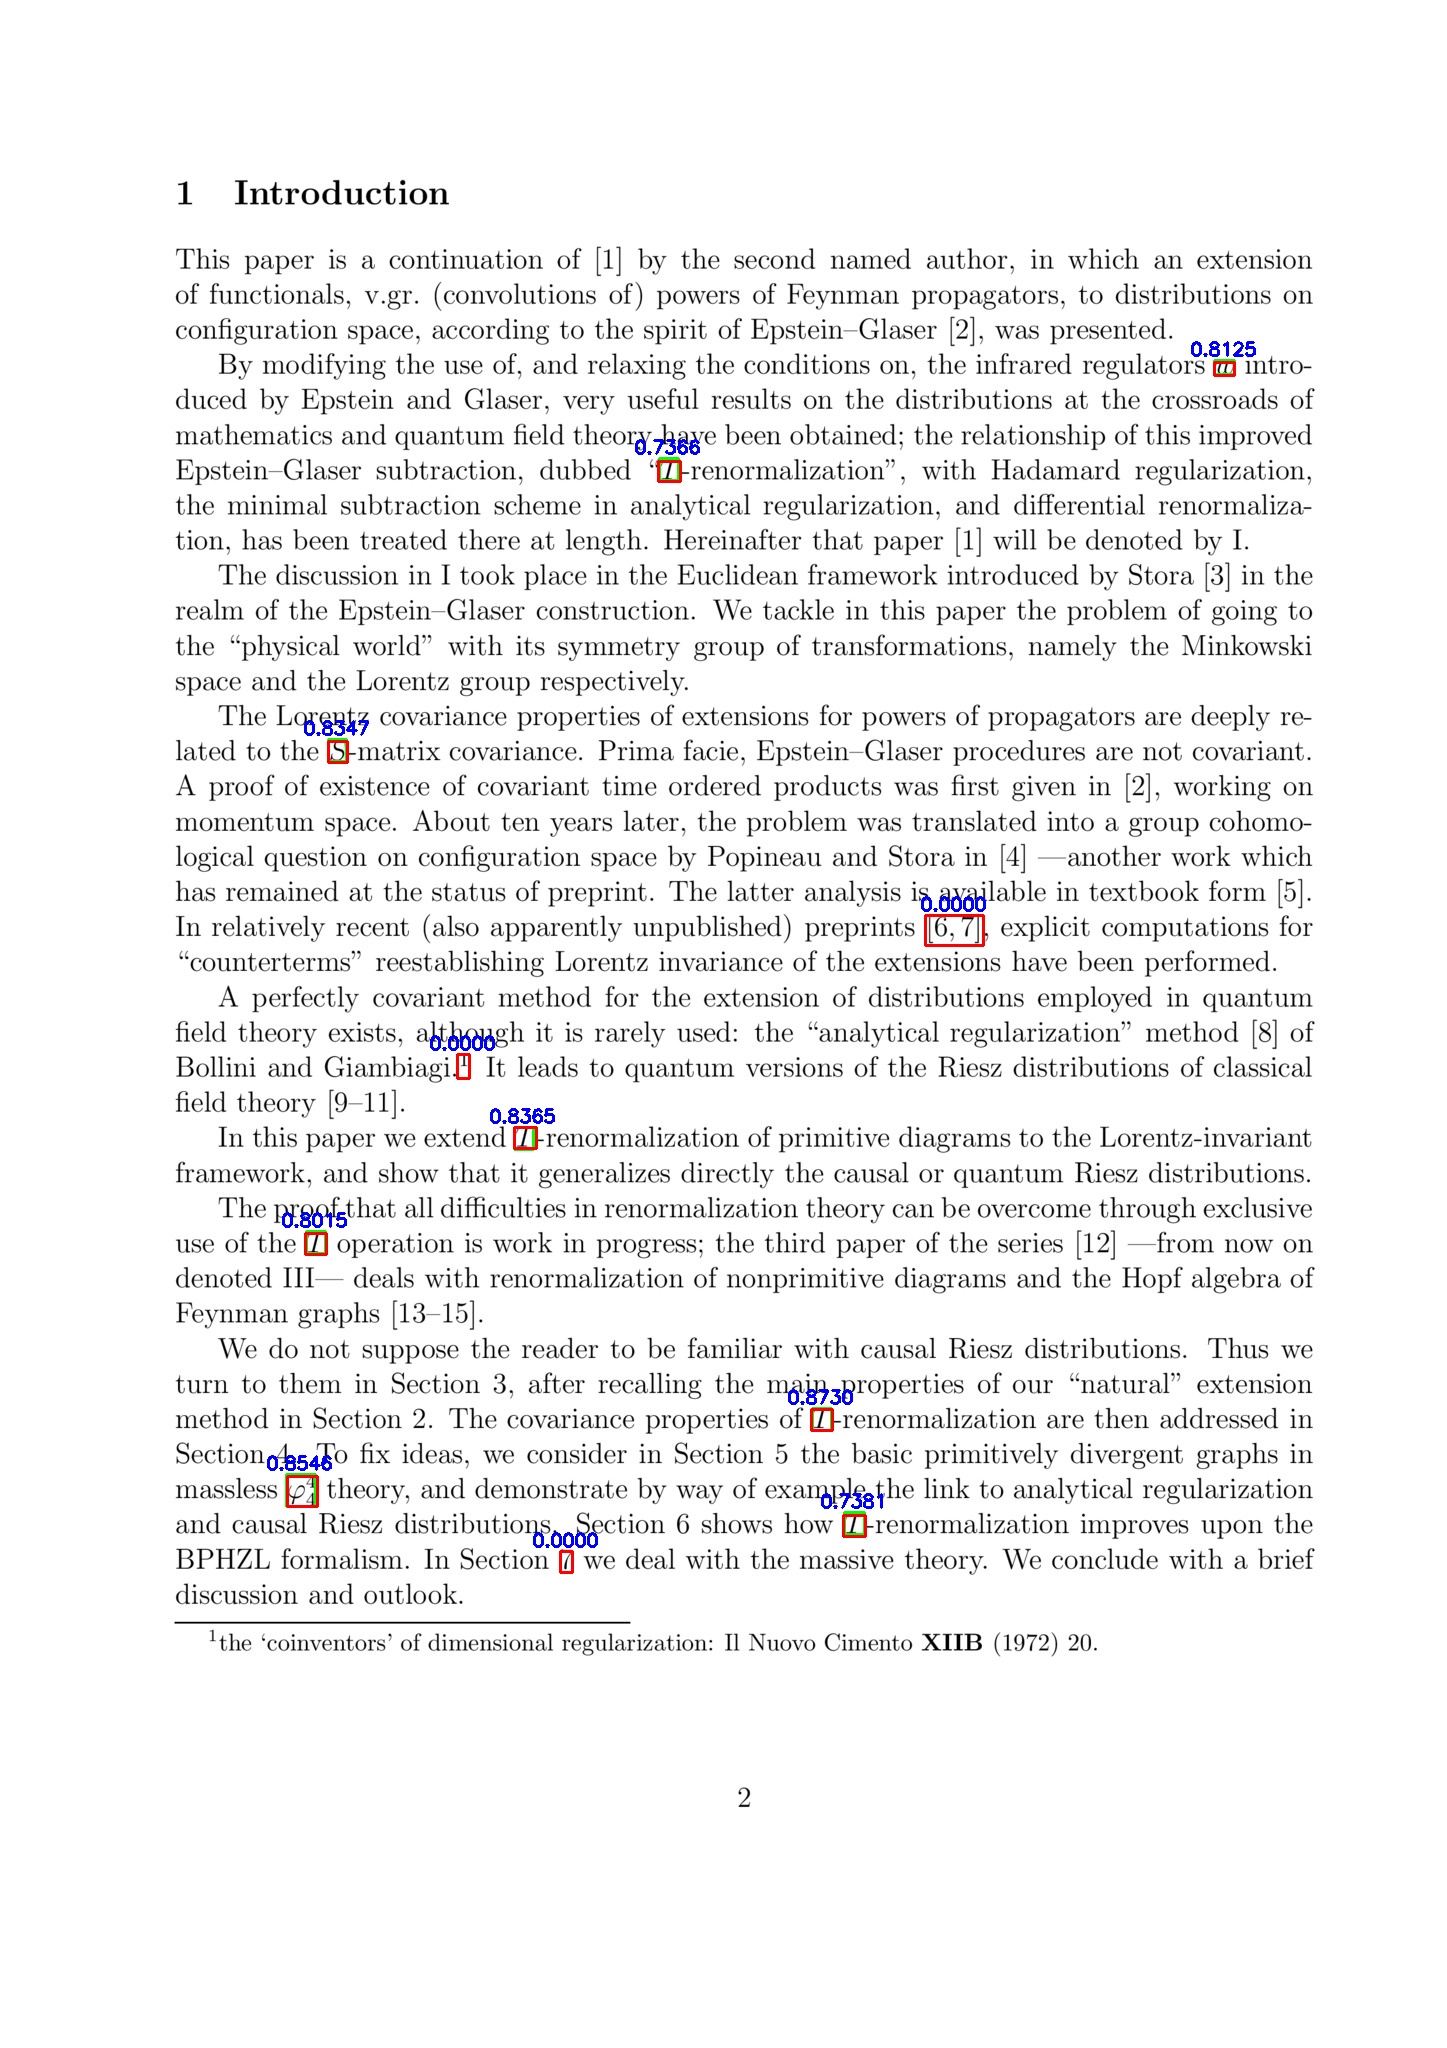 1 Introduction
This paper is a continuation of [1] by the second named author, in which an extension
of functionals, v.gr. (convolutions of) powers of Feynman propagators, to distributions on
configuration space, according to the spirit of Epstein–Glaser [2], was presented.
0.8125
By modifying the use of, and relaxing the conditions on, the infrared regulators a intro-
duced by Epstein and Glaser, very useful results on the distributions at the crossroads of
mathematics and quantum field theory have been obtained; the relationship of this improved
0.7366
Epstein–Glaser subtraction, dubbed “T-renormalization”, with Hadamard regularization,
the minimal subtraction scheme in analytical regularization, and differential renormaliza-
tion, has been treated there at length. Hereinafter that paper [1] will be denoted by I.
The discussion in I took place in the Euclidean framework introduced by Stora [3] in the
realm of the Epstein–Glaser construction. We tackle in this paper the problem of going to
the “physical world” with its symmetry group of transformations, namely the Minkowski
space and the Lorentz group respectively.
The Lorentz covariance properties of extensions for powers of propagators are deeply re-
0.8347
lated to the S-matrix covariance. Prima facie, Epstein–Glaser procedures are not covariant.
A proof of existence of covariant time ordered products was first given in [2], working on
momentum space. About ten years later, the problem was translated into a group cohomo-
logical question on configuration space by Popineau and Stora in [4] —another work which
has remained at the status of preprint. The latter analysis is available in textbook form [5].
0.0000
In relatively recent (also apparently unpublished) preprints [6, 7], explicit computations for
“counterterms” reestablishing Lorentz invariance of the extensions have been performed.
A perfectly covariant method for the extension of distributions employed in quantum
field theory exists, although it is rarely used: the “analytical regularization” method [8] of
0.0000
Bollini and Giambiagi.¹ It leads to quantum versions of the Riesz distributions of classical
field theory [9–11].
0.8365
In this paper we extend T-renormalization of primitive diagrams to the Lorentz-invariant
framework, and show that it generalizes directly the causal or quantum Riesz distributions.
The proof that all difficulties in renormalization theory can be overcome through exclusive
0.8015
use of the T operation is work in progress; the third paper of the series [12] —from now on
denoted III— deals with renormalization of nonprimitive diagrams and the Hopf algebra of
Feynman graphs [13–15].
We do not suppose the reader to be familiar with causal Riesz distributions. Thus we
turn to them in Section 3, after recalling the main properties of our “natural” extension
0.8730
method in Section 2. The covariance properties of T-renormalization are then addressed in
Section 4. To fix ideas, we consider in Section 5 the basic primitively divergent graphs in
0.8546
massless φ⁴₄ theory, and demonstrate by way of example the link to analytical regularization
0.7381
and causal Riesz distributions. Section 6 shows how T-renormalization improves upon the
0.0000
BPHZL formalism. In Section 7 we deal with the massive theory. We conclude with a brief
discussion and outlook.
¹the ‘coinventors’ of dimensional regularization: Il Nuovo Cimento XIIB (1972) 20.
2